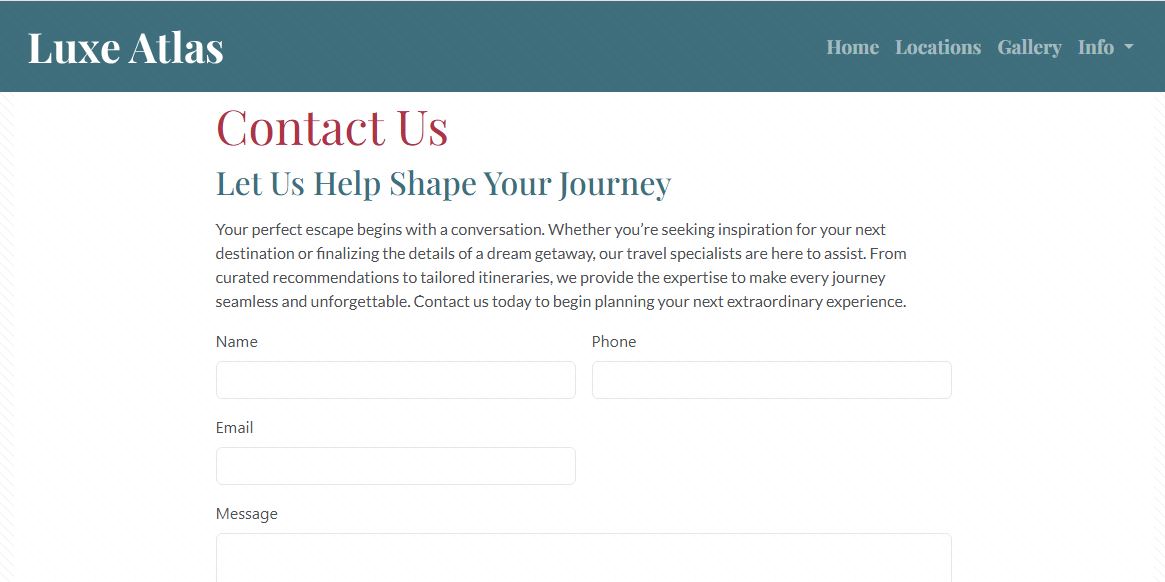 Luxe Atlas
Home Locations Gallery Info
Contact Us
Let Us Help Shape Your Journey
Your perfect escape begins with a conversation. Whether you’re seeking inspiration for your next
destination or finalizing the details of a dream getaway, our travel specialists are here to assist. From
curated recommendations to tailored itineraries, we provide the expertise to make every journey
seamless and unforgettable. Contact us today to begin planning your next extraordinary experience.
Name Phone
Email
Message